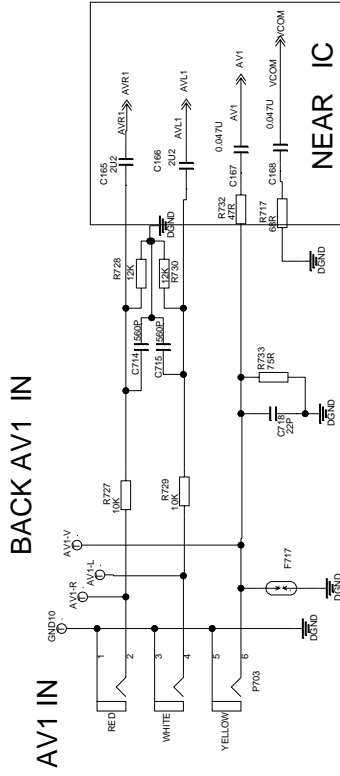 BACK AV1 IN
AV1 IN
GND10
AV1-R
AV1-L
AV1-V
1
RED
2
3
WHITE
4
5
YELLOW
6
P703
R727
10K
R729
10K
F717
DGND
DGND
C714
560P
C715
560P
R728
12K
12K
R730
DGND
C718
22P
R733
75R
DGND
C165
2U2
AVR1
AVR1
C166
2U2
AVL1
AVL1
R732
47R
C167
0.047U
AV1
AV1
R717
68R
C168
0.047U
VCOM
VCOM
DGND
NEAR IC